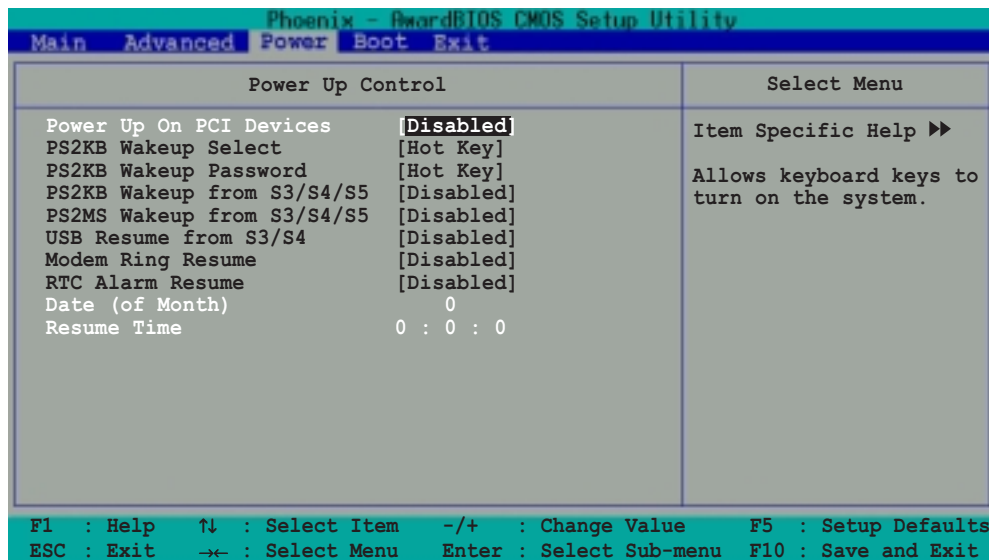 Phoenix - AwardBIOS CMOS Setup Utility
Main Advanced Power Boot Exit
Power Up Control
Select Menu
Power Up On PCI Devices [Disabled]
PS2KB Wakeup Select [Hot Key]
PS2KB Wakeup Password [Hot Key]
PS2KB Wakeup from S3/S4/S5 [Disabled]
PS2MS Wakeup from S3/S4/S5 [Disabled]
USB Resume from S3/S4 [Disabled]
Modem Ring Resume [Disabled]
RTC Alarm Resume [Disabled]
Date (of Month) 0
Resume Time 0 : 0 : 0
Item Specific Help ▶▶
Allows keyboard keys to
turn on the system.
F1 : Help ↑↓ : Select Item -/+ : Change Value F5 : Setup Defaults
ESC : Exit →← : Select Menu Enter : Select Sub-menu F10 : Save and Exit